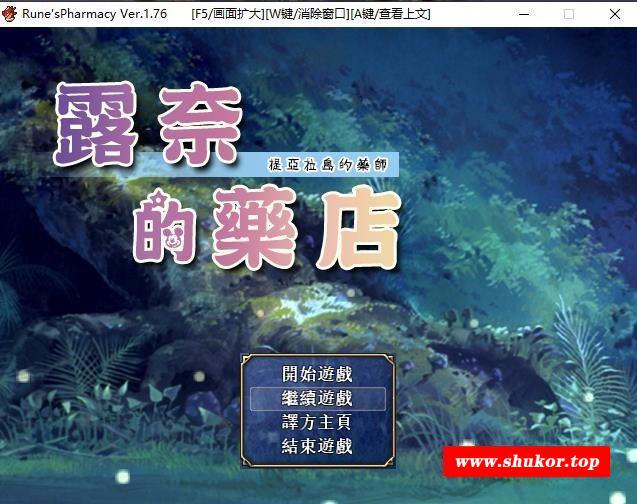 Rune'sPharmacy Ver.1.76 [F5/画面扩大][W键/消除窗口][A键/查看上文]
露奈
禔亞拉島的藥師
的藥店
開始遊戲
繼續遊戲
譯方主頁
結束遊戲
www.shukor.top